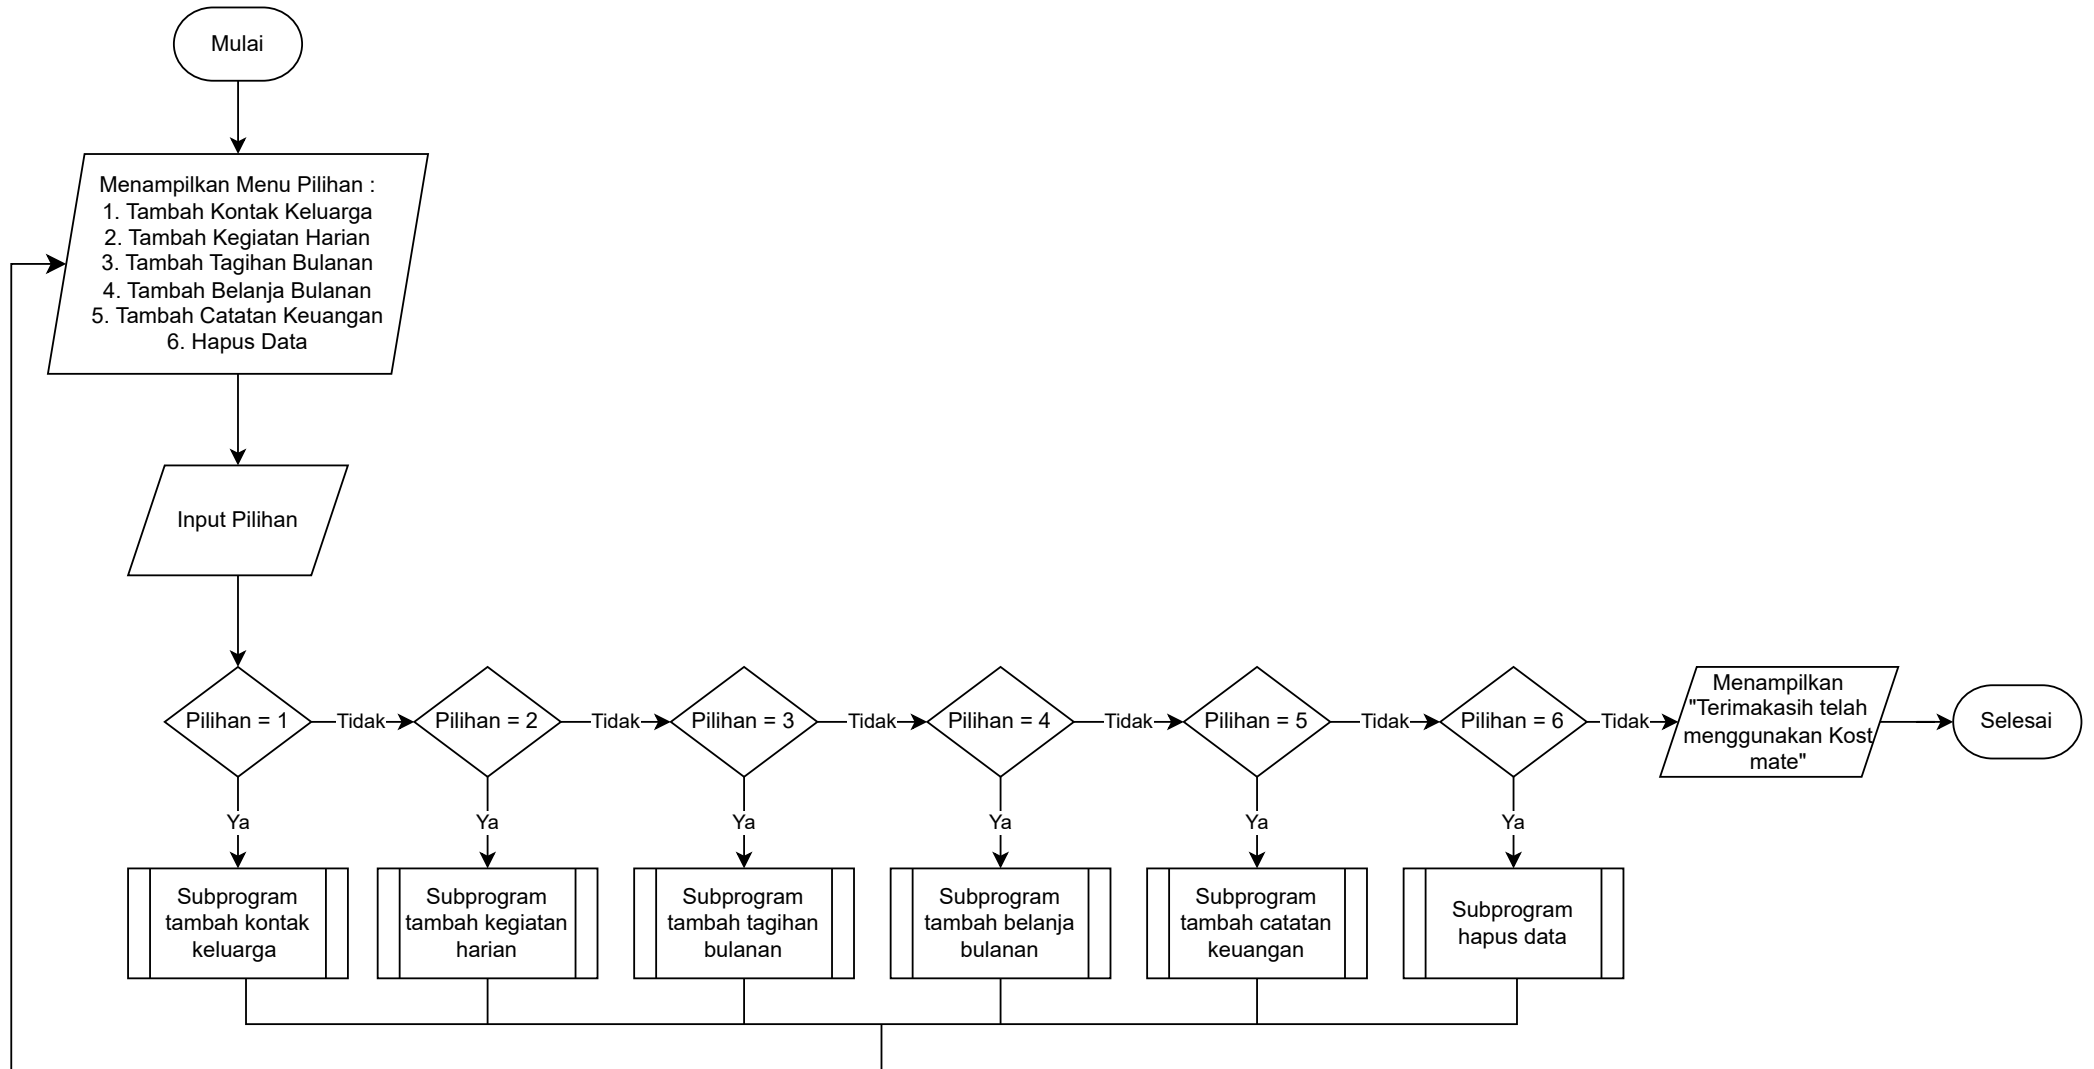 Mulai
Menampilkan Menu Pilihan :
1. Tambah Kontak Keluarga
2. Tambah Kegiatan Harian
3. Tambah Tagihan Bulanan
4. Tambah Belanja Bulanan
5. Tambah Catatan Keuangan
6. Hapus Data
Input Pilihan
Pilihan = 1
Tidak
Pilihan = 2
Tidak
Pilihan = 3
Tidak
Pilihan = 4
Tidak
Pilihan = 5
Tidak
Pilihan = 6
Tidak
Menampilkan
"Terimakasih telah
menggunakan Kost
mate"
Selesai
Ya
Ya
Ya
Ya
Ya
Ya
Subprogram
tambah kontak
keluarga
Subprogram
tambah kegiatan
harian
Subprogram
tambah tagihan
bulanan
Subprogram
tambah belanja
bulanan
Subprogram
tambah catatan
keuangan
Subprogram
hapus data